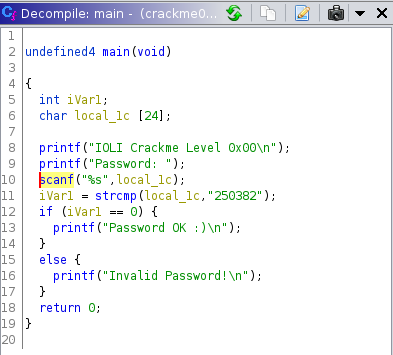 Decompile: main - (crackme0...
1
2 undefined4 main(void)
3
4 {
5 int iVar1;
6 char local_1c [24];
7
8 printf("IOLI Crackme Level 0x00\n");
9 printf("Password: ");
10 scanf("%s",local_1c);
11 iVar1 = strcmp(local_1c,"250382");
12 if (iVar1 == 0) {
13 printf("Password OK :)\n");
14 }
15 else {
16 printf("Invalid Password!\n");
17 }
18 return 0;
19 }
20